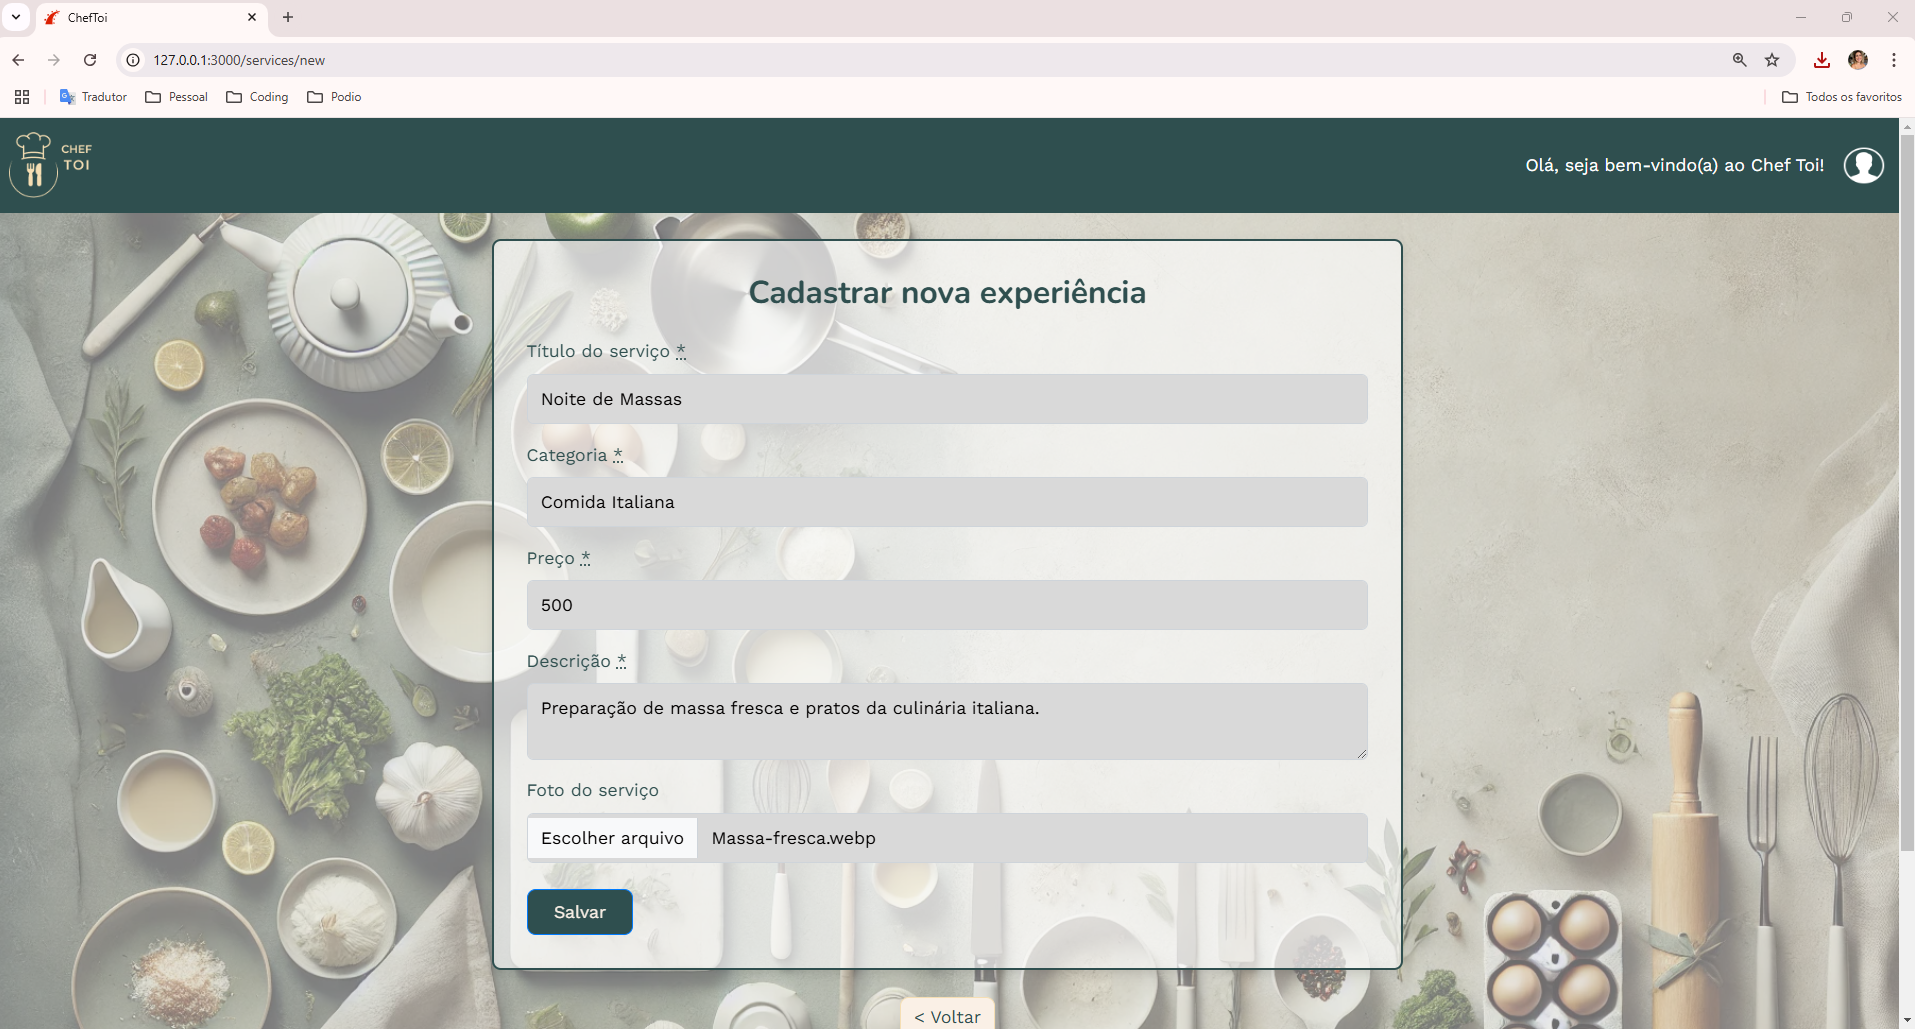 ChefToi
127.0.0.1:3000/services/new
Tradutor
Pessoal
Coding
Podio
Todos os favoritos
CHEF
TOI
Olá, seja bem-vindo(a) ao Chef Toi!
Cadastrar nova experiência
Título do serviço *
Noite de Massas
Categoria *
Comida Italiana
Preço *
500
Descrição *
Preparação de massa fresca e pratos da culinária italiana.
Foto do serviço
Escolher arquivo Massa-fresca.webp
Salvar
< Voltar